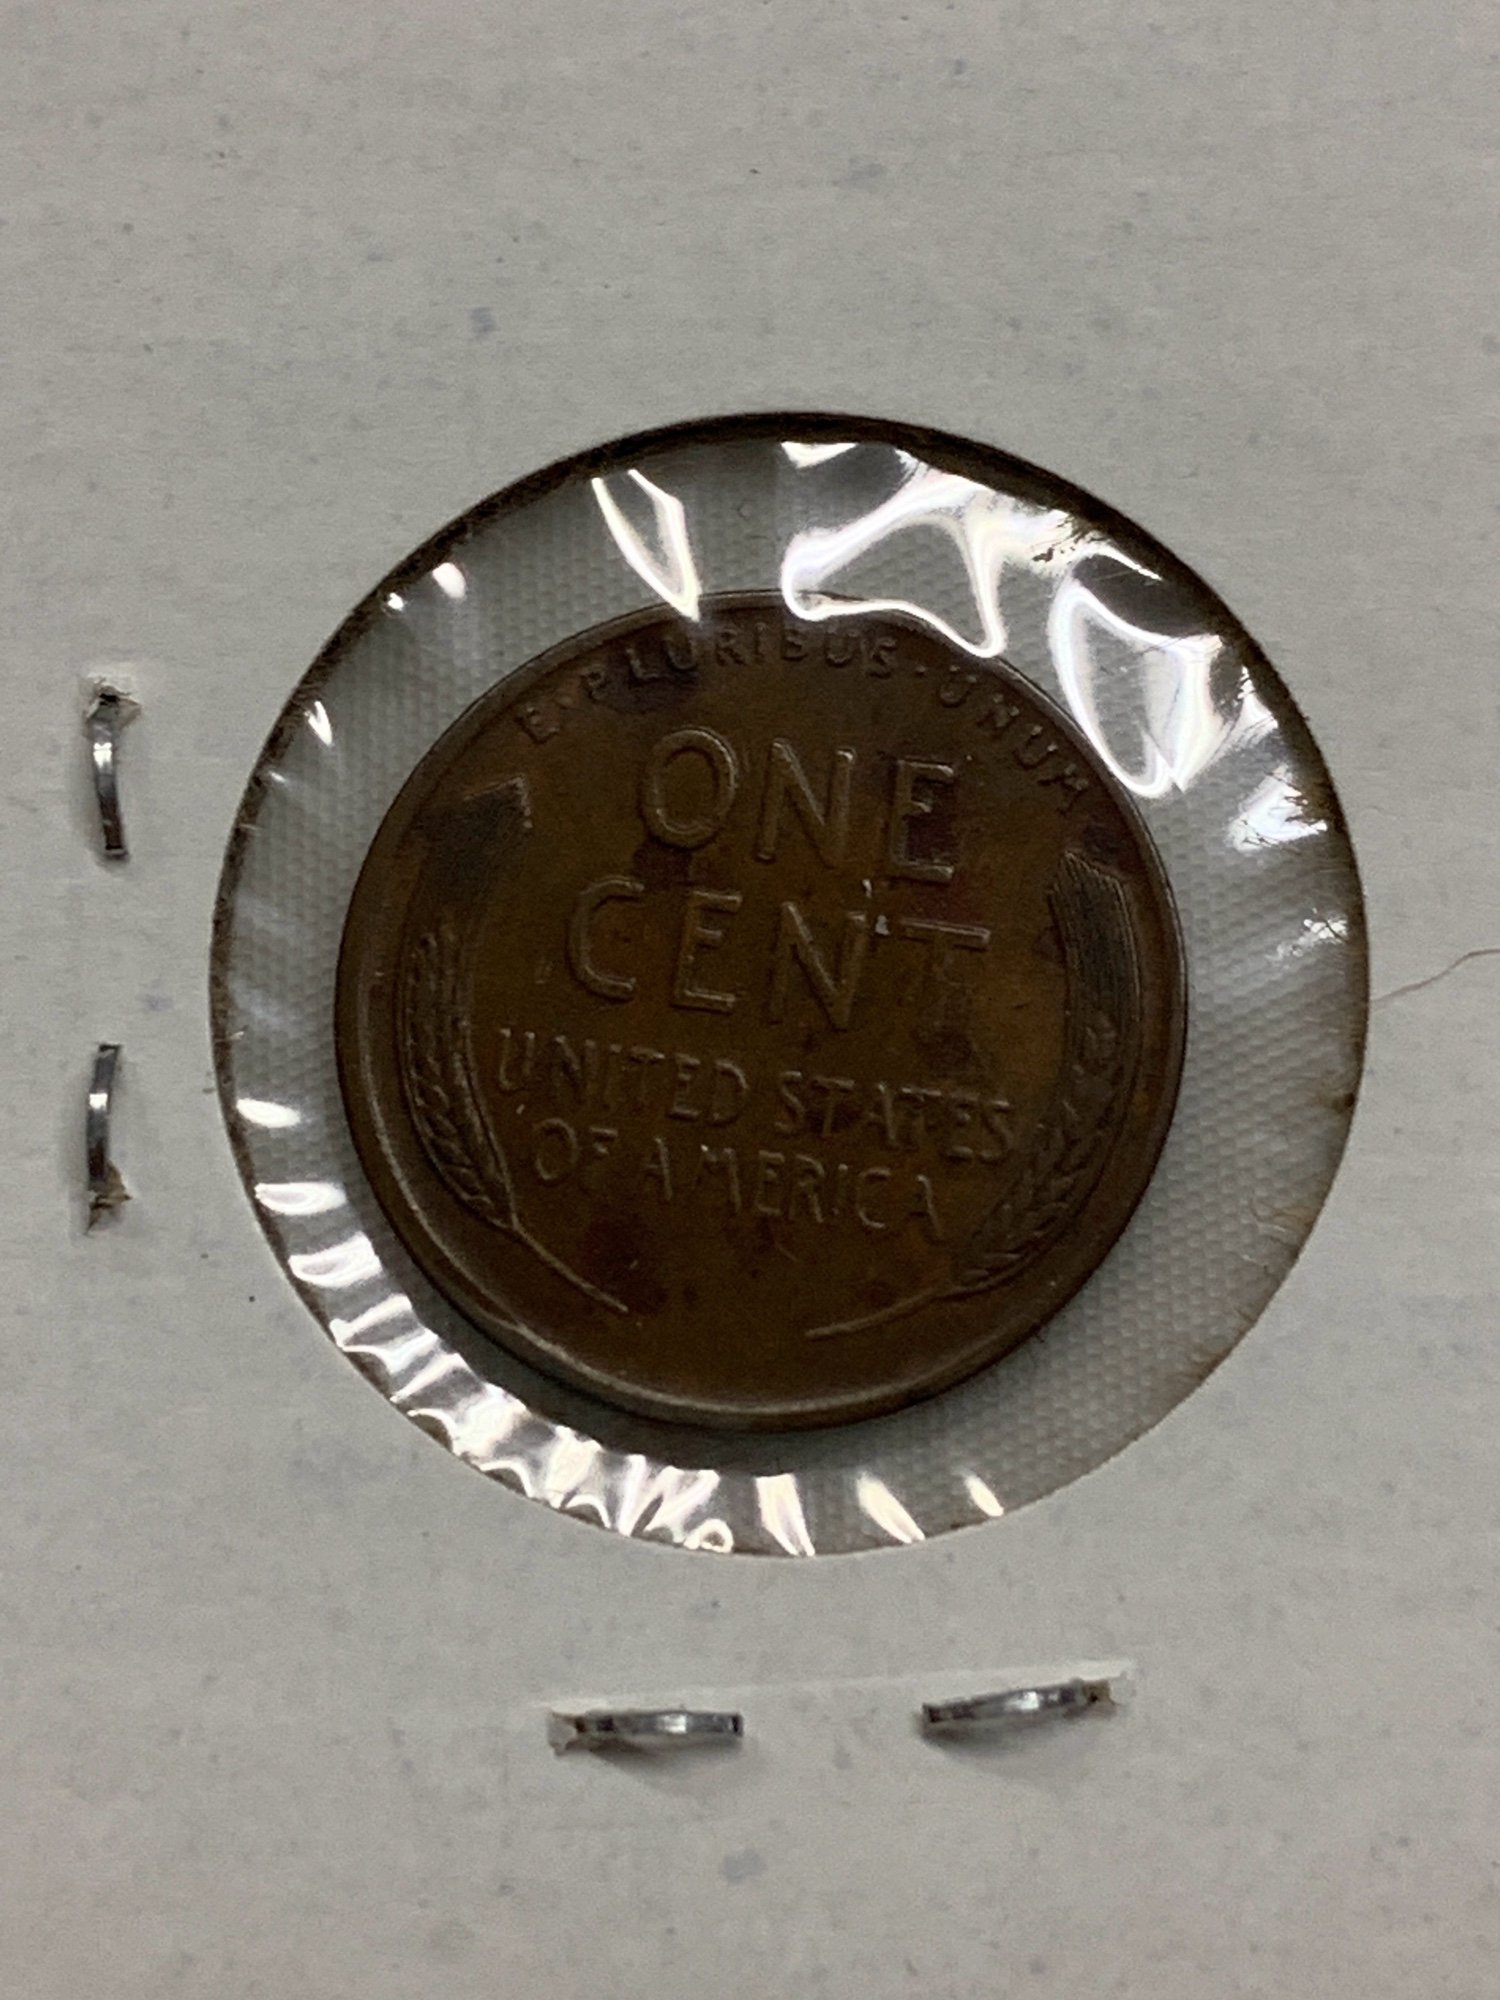 E·PLURIBUS·UNUM
ONE
CENT
UNITED STATES
OF AMERICA